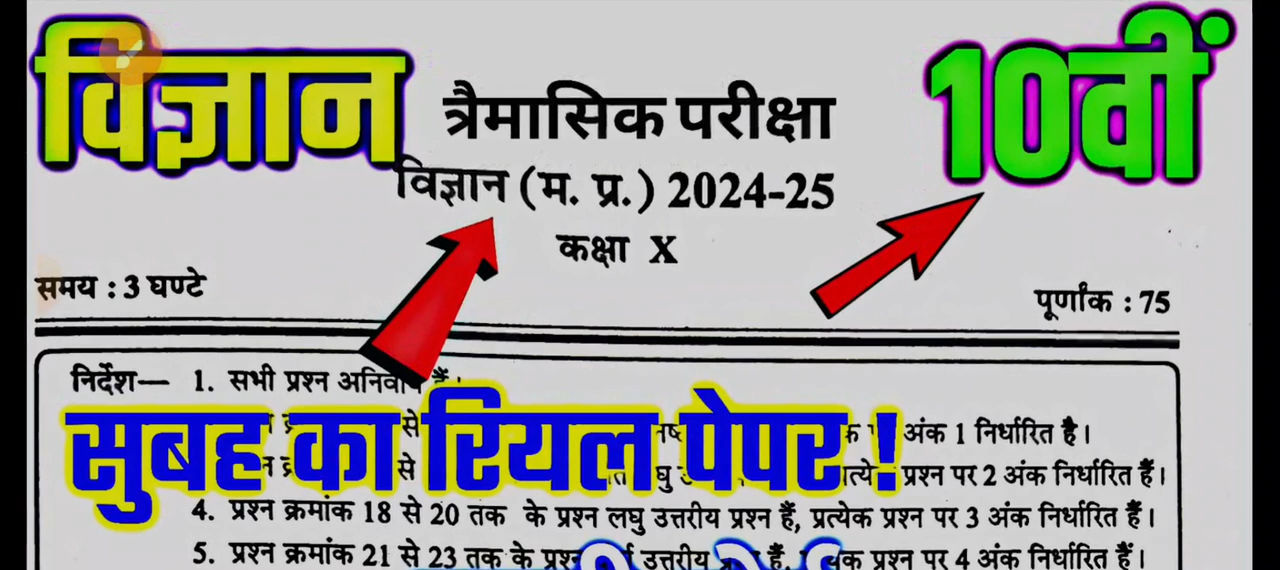 विज्ञान
10वीं
त्रैमासिक परीक्षा
विज्ञान (म. प्र.) 2024-25
कक्षा X
समय : 3 घण्टे
पूर्णांक : 75
निर्देश— 1. सभी प्रश्न अनिवार्य हैं।
सुबह का रियल पेपर !
से अंक 1 निर्धारित है।
से प्रश्न पर 2 अंक निर्धारित हैं।
4. प्रश्न क्रमांक 18 से 20 तक के प्रश्न लघु उत्तरीय प्रश्न हैं, प्रत्येक प्रश्न पर 3 अंक निर्धारित हैं।
5. प्रश्न क्रमांक 21 से 23 तक के प्रश्न उत्तरीय हैं, प्रश्न पर 4 अंक निर्धारित हैं।